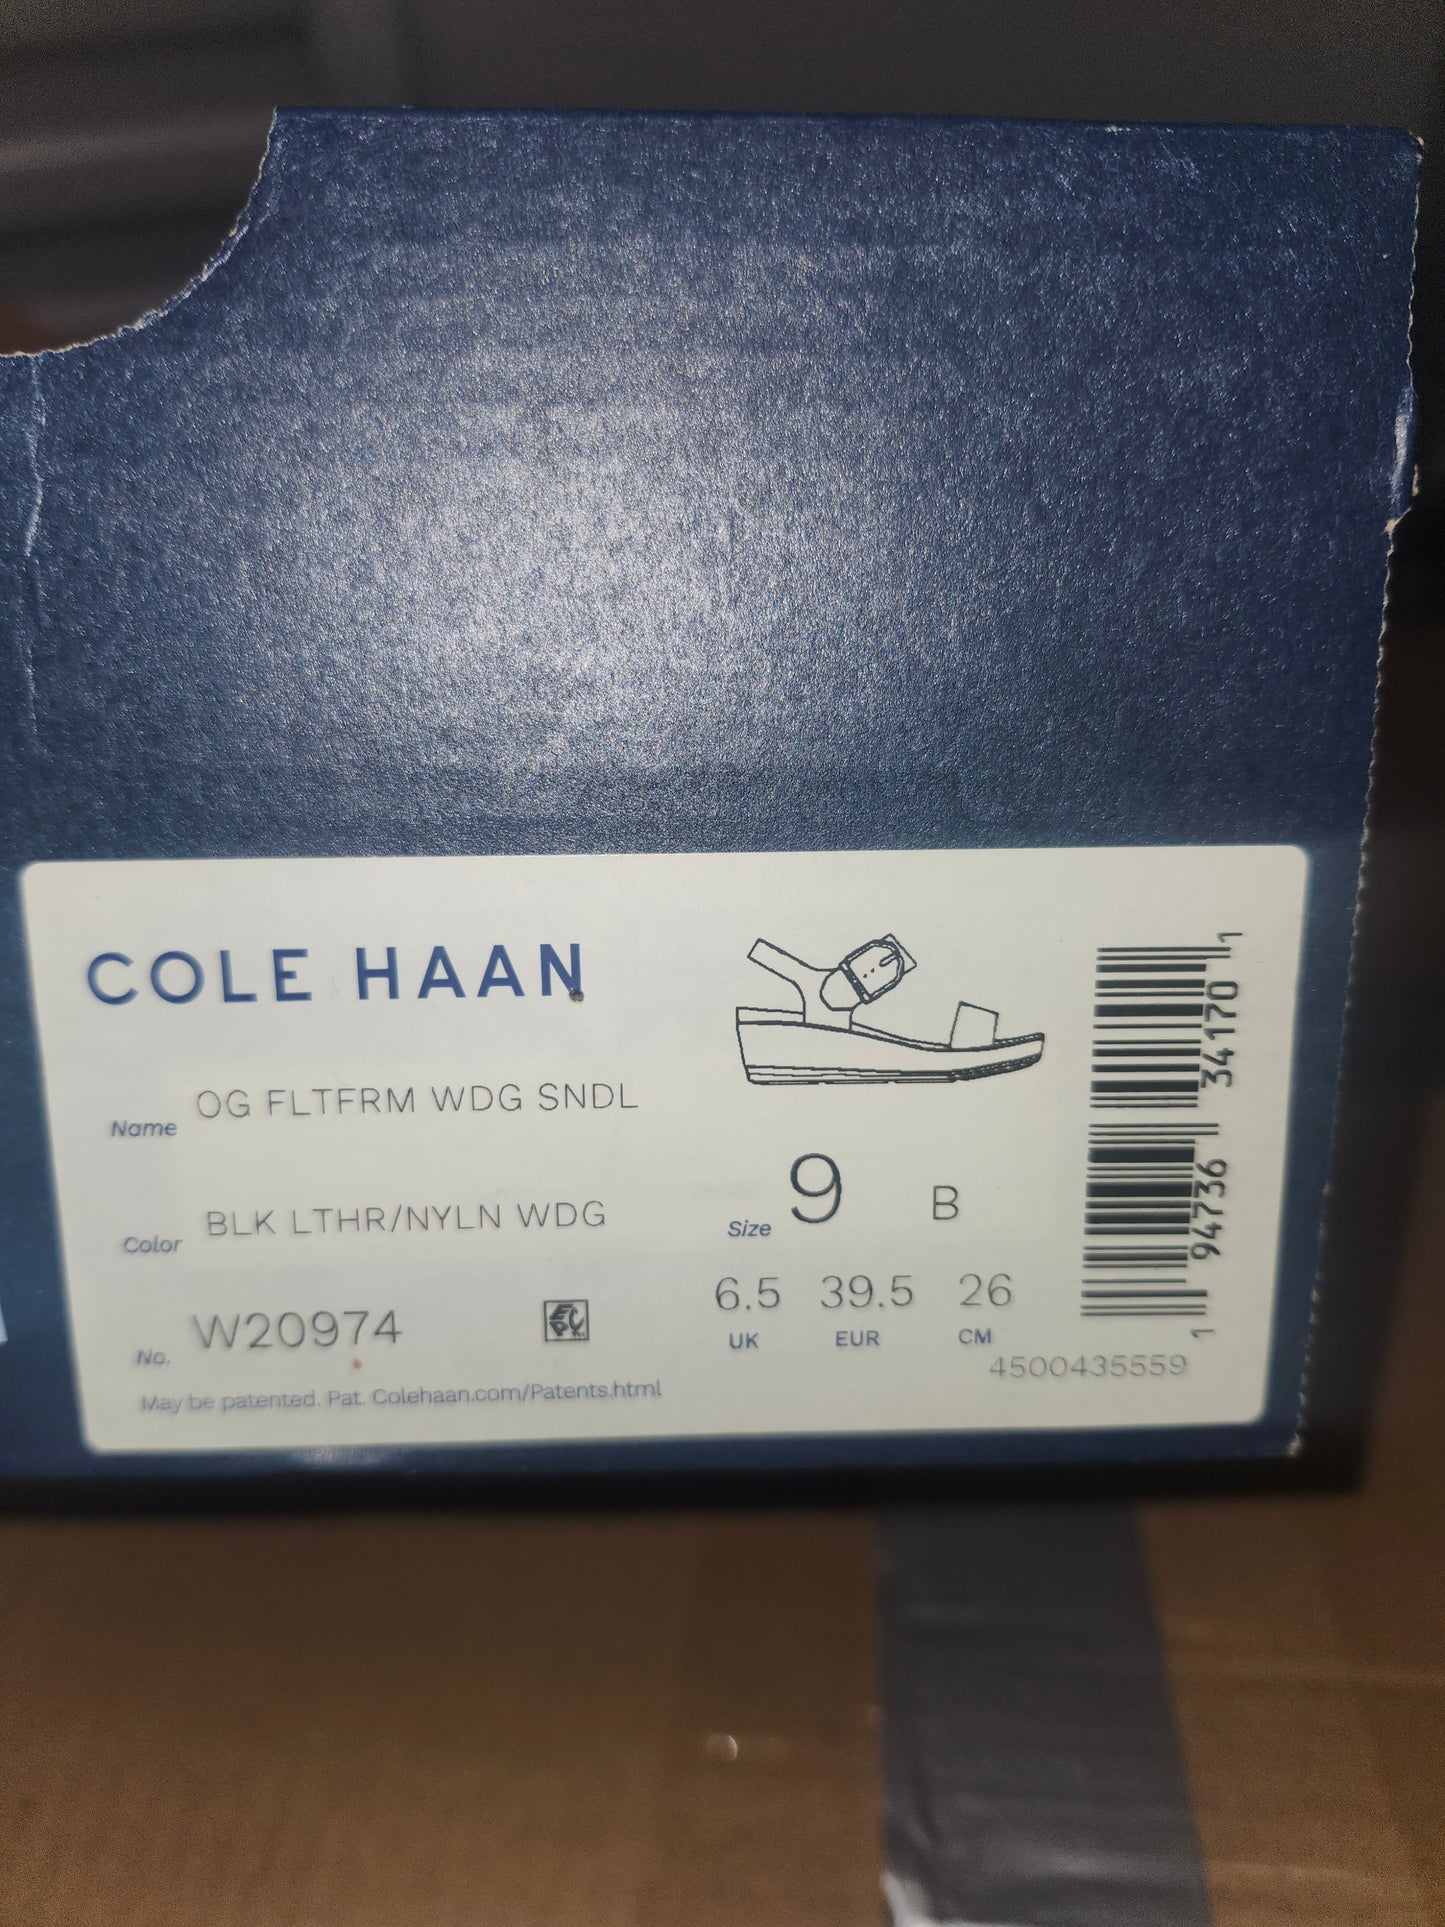 COLE HAAN
Name OG FLTFRM WDG SNDL
Color BLK LTHR/NYLN WDG
No. W20974
May be patented. Pat. Colehaan.com/Patents.html
Size 9 B
6.5 39.5 26
UK EUR CM
4500435559
1 94736 34170 1